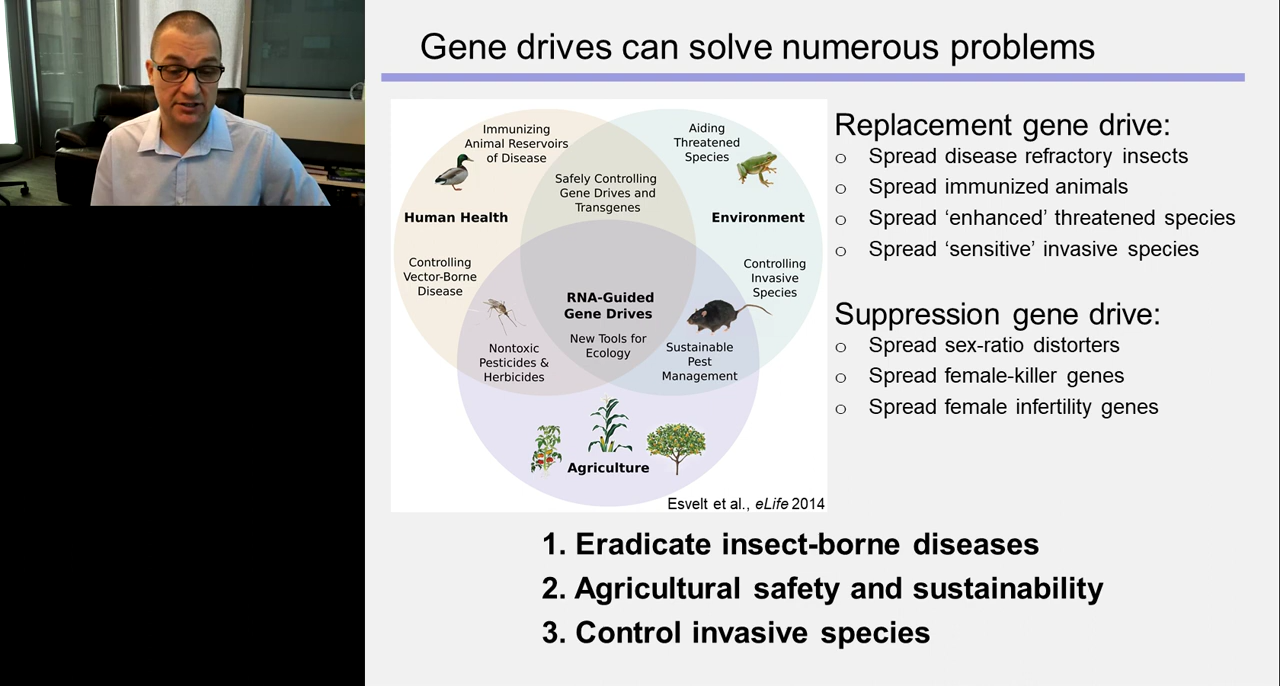 Gene drives can solve numerous problems
Immunizing
Animal Reservoirs
of Disease
Aiding
Threatened
Species
Safely Controlling
Gene Drives and
Transgenes
Human Health
Environment
Controlling
Vector-Borne
Disease
Controlling
Invasive
Species
RNA-Guided
Gene Drives
New Tools for
Ecology
Nontoxic
Pesticides &
Herbicides
Sustainable
Pest
Management
Agriculture
Esvelt et al., eLife 2014
Replacement gene drive:
o Spread disease refractory insects
o Spread immunized animals
o Spread ‘enhanced’ threatened species
o Spread ‘sensitive’ invasive species
Suppression gene drive:
o Spread sex-ratio distorters
o Spread female-killer genes
o Spread female infertility genes
1. Eradicate insect-borne diseases
2. Agricultural safety and sustainability
3. Control invasive species